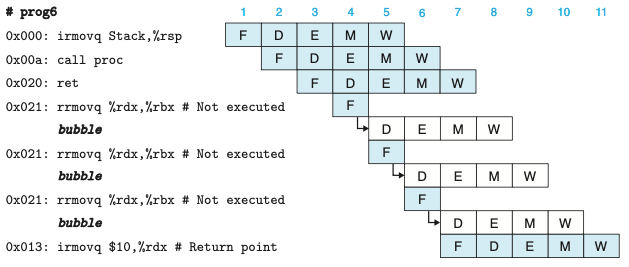 # prog6 1 2 3 4 5 6 7 8 9 10 11
0x000: irmovq Stack,%rsp F D E M W
0x00a: call proc F D E M W
0x020: ret F D E M W
0x021: rrmovq %rdx,%rbx # Not executed F
bubble D E M W
0x021: rrmovq %rdx,%rbx # Not executed F
bubble D E M W
0x021: rrmovq %rdx,%rbx # Not executed F
bubble D E M W
0x013: irmovq $10,%rdx # Return point F D E M W